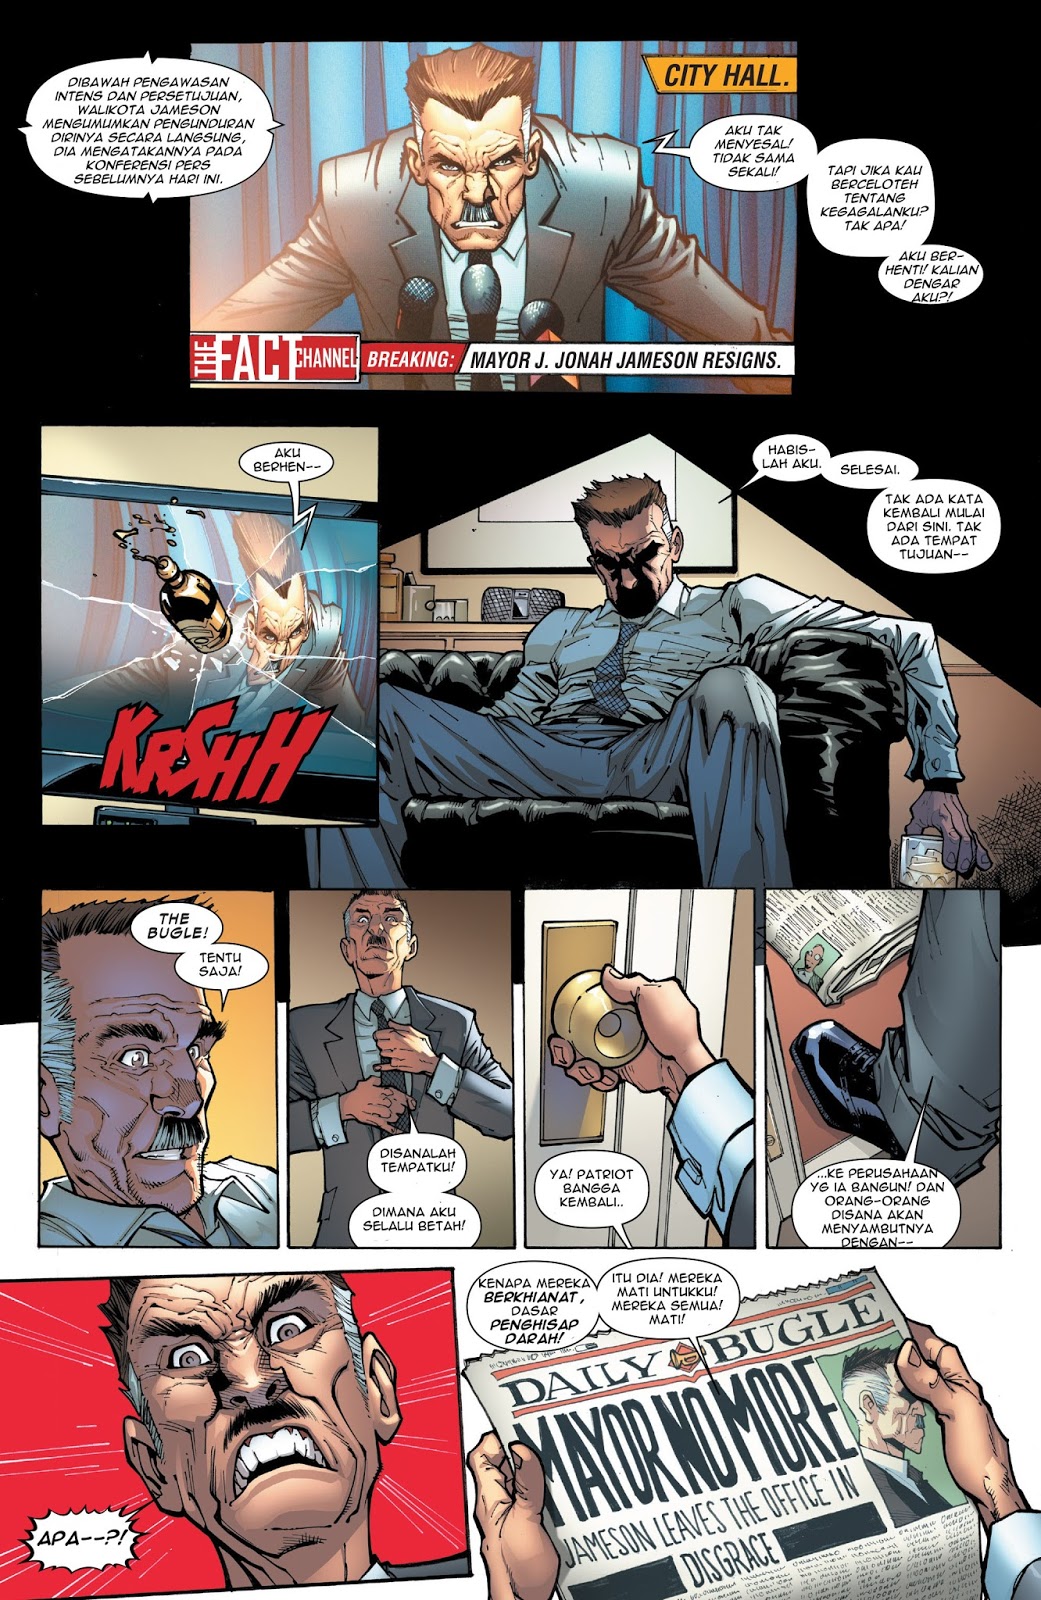 DIBAWAH PENGAWASAN
INTENS DAN PERSETUJUAN,
WALIKOTA JAMESON
MENGUMUMKAN PENGUNDURAN
DIRINYA SECARA LANGSUNG,
DIA MENGATAKANNYA PADA
KONFERENSI PERS
SEBELUMNYA HARI INI.
CITY HALL.
AKU TAK
MENYESAL!
TIDAK SAMA
SEKALI!
TAPI JIKA KAU
BERCELOTEH
TENTANG
KEGAGALANKU?
TAK APA!
AKU BER-
HENTI! KALIAN
DENGAR
AKU?!
THE FACT CHANNEL BREAKING: MAYOR J. JONAH JAMESON RESIGNS.
AKU
BERHEN--
KRSHH
HABIS-
LAH AKU.
SELESAI.
TAK ADA KATA
KEMBALI MULAI
DARI SINI. TAK
ADA TEMPAT
TUJUAN--
THE
BUGLE!
TENTU
SAJA!
DISANALAH
TEMPATKU!
DIMANA AKU
SELALU BETAH!
YA! PATRIOT
BANGGA
KEMBALI..
...KE PERUSAHAAN
YG IA BANGUN! DAN
ORANG-ORANG
DISANA AKAN
MENYAMBUTNYA
DENGAN--
APA--?!
KENAPA MEREKA
BERKHIANAT,
DASAR
PENGHISAP
DARAH!
ITU DIA! MEREKA
MATI UNTUKKU!
MEREKA SEMUA!
MATI!
DAILY BUGLE
MAYOR NO MORE
JAMESON LEAVES THE OFFICE IN
DISGRACE